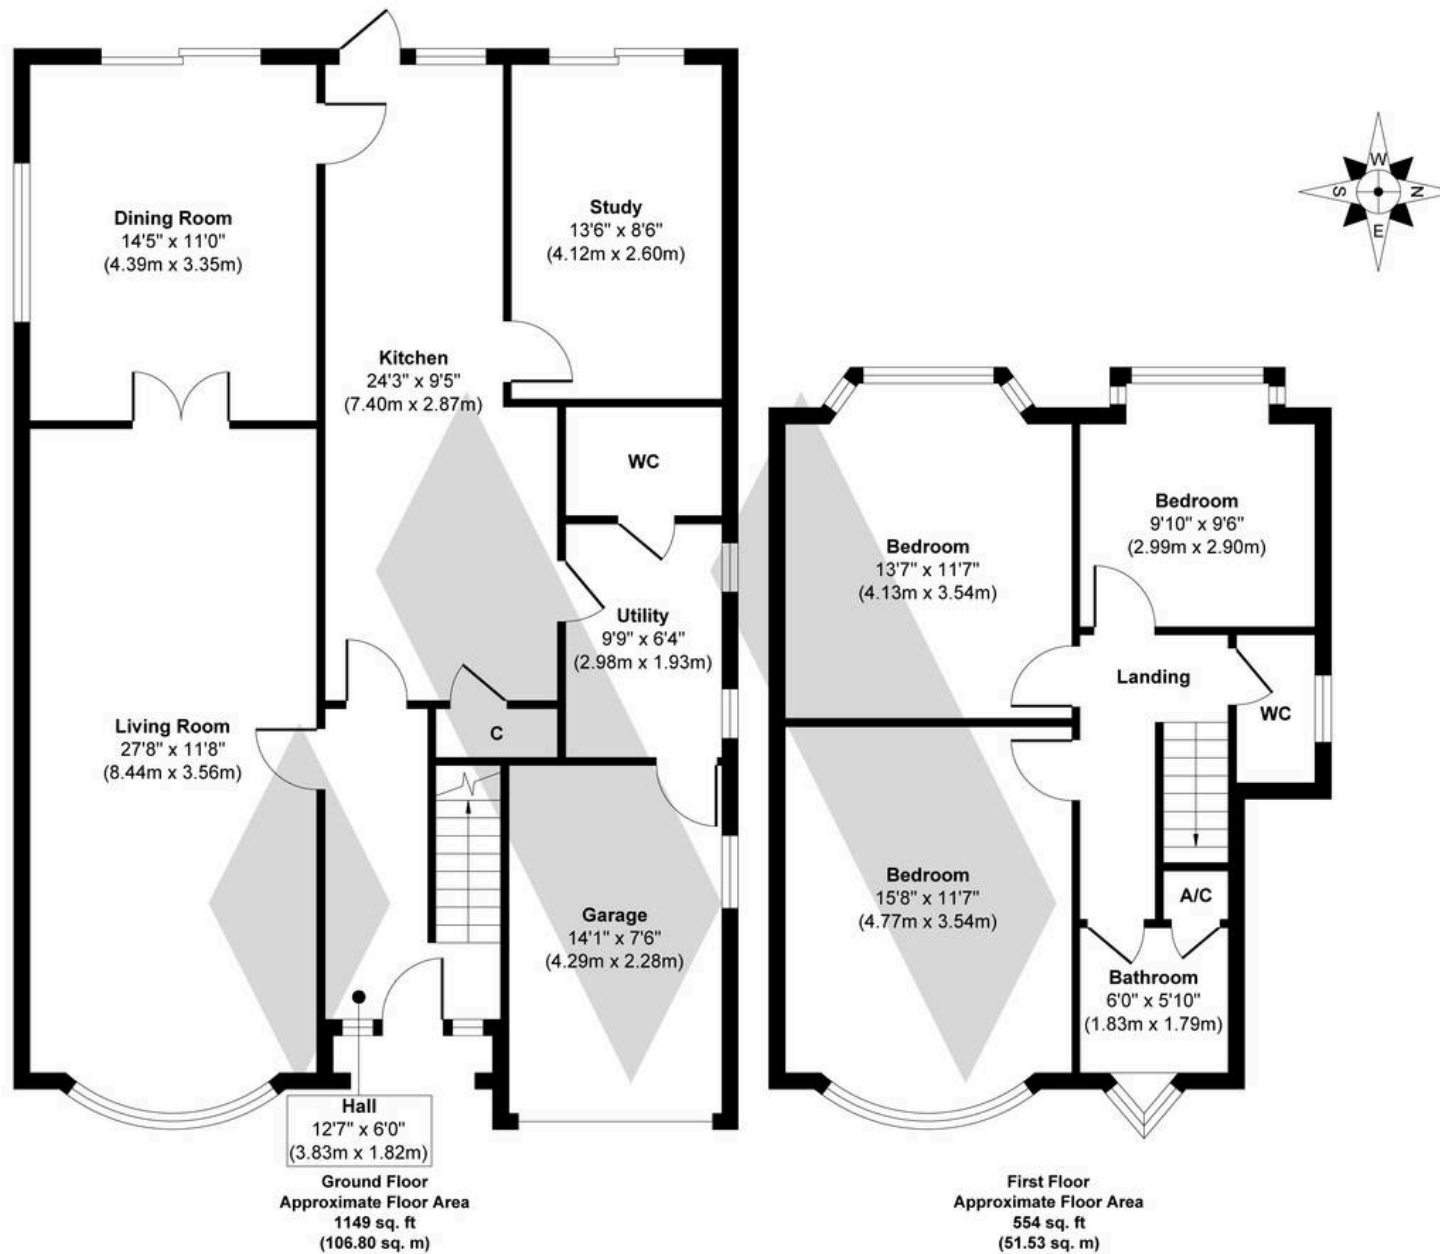 Dining Room
14'5" x 11'0"
(4.39m x 3.35m)
Study
13'6" x 8'6"
(4.12m x 2.60m)
Kitchen
24'3" x 9'5"
(7.40m x 2.87m)
WC
Utility
9'9" x 6'4"
(2.98m x 1.93m)
Living Room
27'8" x 11'8"
(8.44m x 3.56m)
C
Garage
14'1" x 7'6"
(4.29m x 2.28m)
Hall
12'7" x 6'0"
(3.83m x 1.82m)
Ground Floor
Approximate Floor Area
1149 sq. ft
(106.80 sq. m)
W
S
N
E
Bedroom
13'7" x 11'7"
(4.13m x 3.54m)
Bedroom
9'10" x 9'6"
(2.99m x 2.90m)
Landing
WC
Bedroom
15'8" x 11'7"
(4.77m x 3.54m)
A/C
Bathroom
6'0" x 5'10"
(1.83m x 1.79m)
First Floor
Approximate Floor Area
554 sq. ft
(51.53 sq. m)